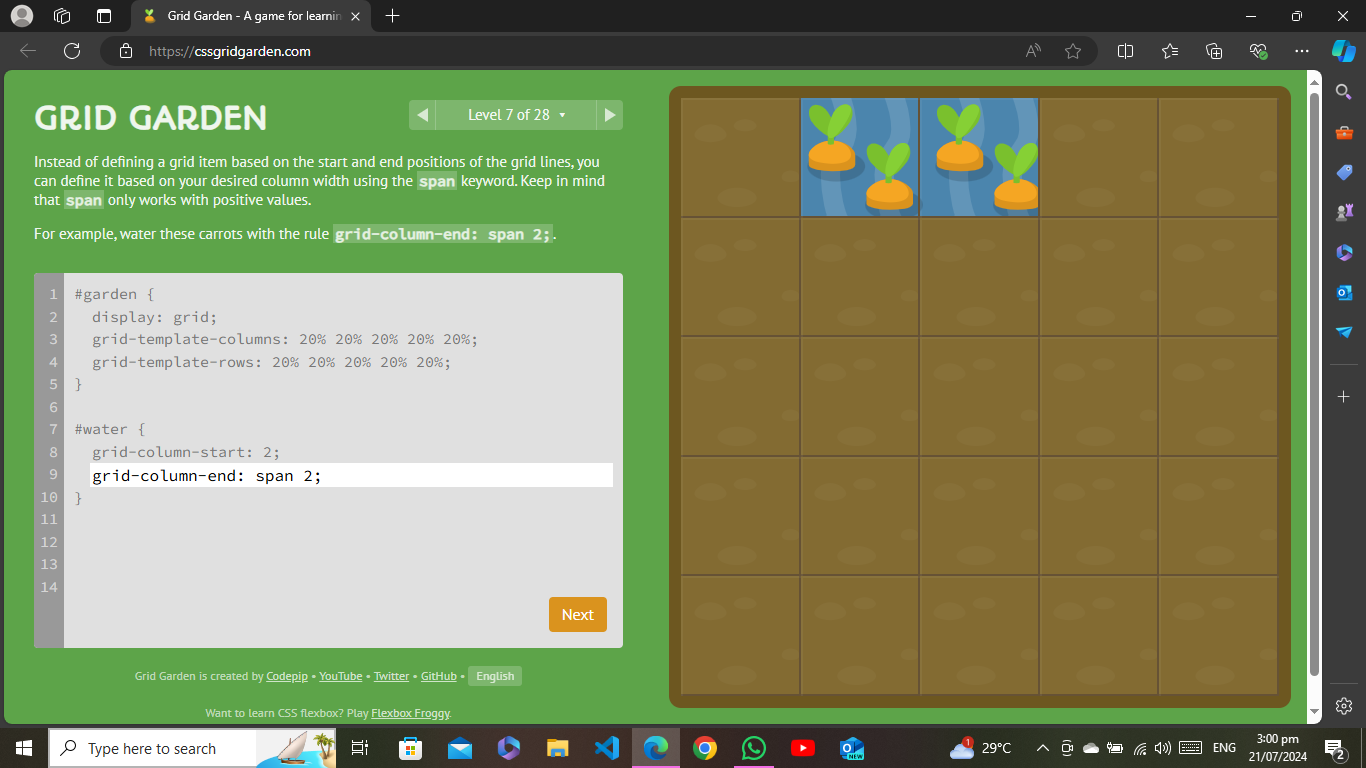 Grid Garden - A game for learnin
https://cssgridgarden.com
GRID GARDEN
Level 7 of 28
Instead of defining a grid item based on the start and end positions of the grid lines, you
can define it based on your desired column width using the span keyword. Keep in mind
that span only works with positive values.
For example, water these carrots with the rule grid-column-end: span 2;.
1 #garden {
2 display: grid;
3 grid-template-columns: 20% 20% 20% 20% 20%;
4 grid-template-rows: 20% 20% 20% 20% 20%;
5 }
6
7 #water {
8 grid-column-start: 2;
9 grid-column-end: span 2;
10 }
11
12
13
14
Next
Grid Garden is created by Codepip • YouTube • Twitter • GitHub • English
Want to learn CSS flexbox? Play Flexbox Froggy.
Type here to search
NEW
1
29°C
ENG
3:00 pm
21/07/2024
2